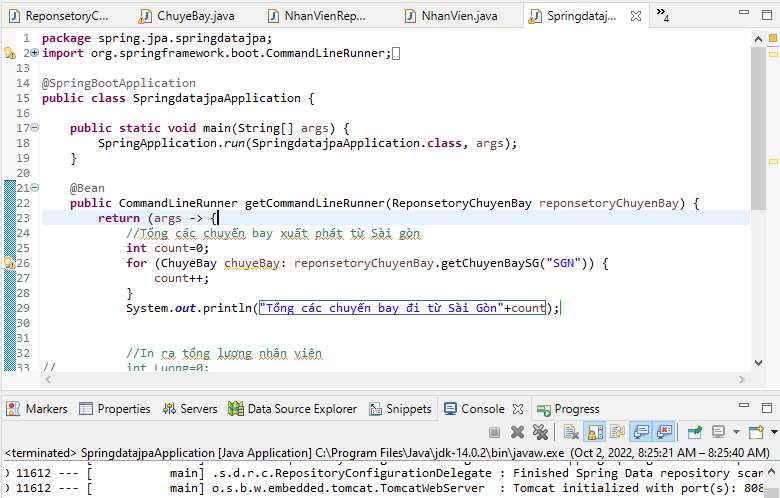 ReponsetoryC... ChuyeBay.java NhanVienRep... NhanVien.java Springdataj... »4
1 package spring.jpa.springdatajpa;
2 import org.springframework.boot.CommandLineRunner;
13
14 @SpringBootApplication
15 public class SpringdatajpaApplication {
16
17 public static void main(String[] args) {
18 SpringApplication.run(SpringdatajpaApplication.class, args);
19 }
20
21 @Bean
22 public CommandLineRunner getCommandLineRunner(ReponsetoryChuyenBay reponsetoryChuyenBay) {
23 return (args -> {
24 //Tổng các chuyến bay xuất phát từ Sài gòn
25 int count=0;
26 for (ChuyeBay chuyeBay: reponsetoryChuyenBay.getChuyenBaySG("SGN")) {
27 count++;
28 }
29 System.out.println("Tổng các chuyến bay đi từ Sài Gòn"+count);
30
31
32 //In ra tổng lương nhân viên
33 // int Luong=0;
Markers Properties Servers Data Source Explorer Snippets Console Progress
<terminated> SpringdatajpaApplication [Java Application] C:\Program Files\Java\jdk-14.0.2\bin\javaw.exe (Oct 2, 2022, 8:25:21 AM – 8:25:40 AM)
) 11612 --- [ main] .s.d.r.c.RepositoryConfigurationDelegate : Finished Spring Data repository scan
) 11612 --- [ main] o.s.b.w.embedded.tomcat.TomcatWebServer : Tomcat initialized with port(s): 808